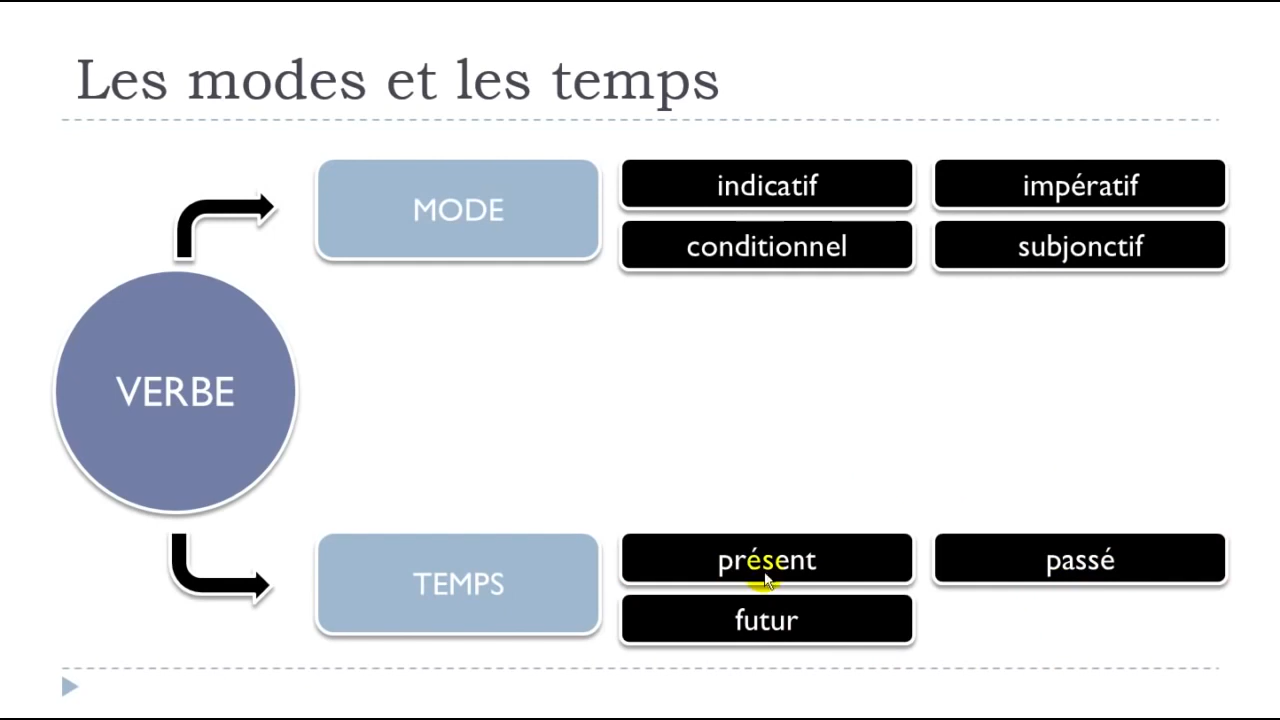 Les modes et les temps
MODE
indicatif
impératif
conditionnel
subjonctif
VERBE
TEMPS
présent
passé
futur